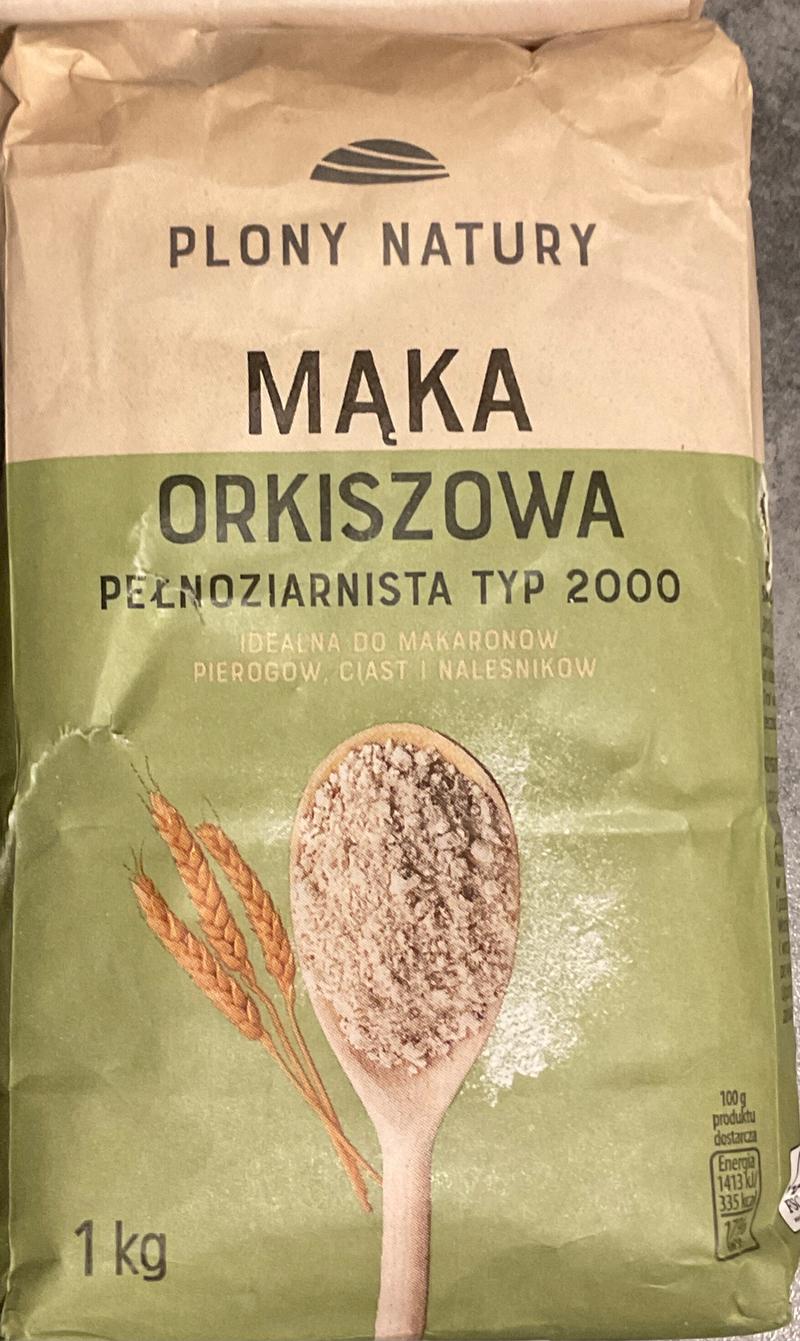 PLONY NATURY
MĄKA
ORKISZOWA
PEŁNOZIARNISTA TYP 2000
IDEALNA DO MAKARONÓW
PIEROGÓW, CIAST I NALEŚNIKÓW
100 g
produktu
dostarcza
Energia
1413 kJ/
335 kcal
1 kg